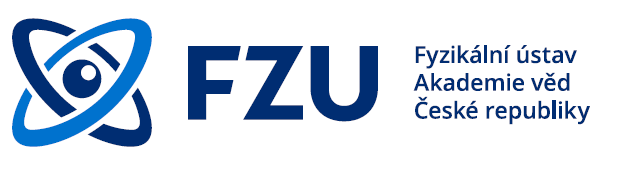 FZU
Fyzikální ústav
Akademie věd
České republiky